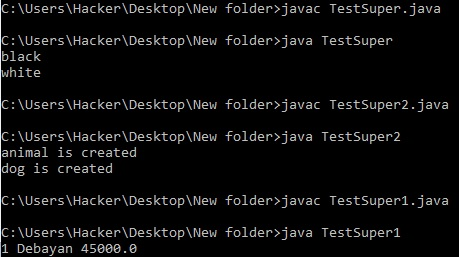 C:\Users\Hacker\Desktop\New folder>javac TestSuper.java
C:\Users\Hacker\Desktop\New folder>java TestSuper
black
white
C:\Users\Hacker\Desktop\New folder>javac TestSuper2.java
C:\Users\Hacker\Desktop\New folder>java TestSuper2
animal is created
dog is created
C:\Users\Hacker\Desktop\New folder>javac TestSuper1.java
C:\Users\Hacker\Desktop\New folder>java TestSuper1
1 Debayan 45000.0